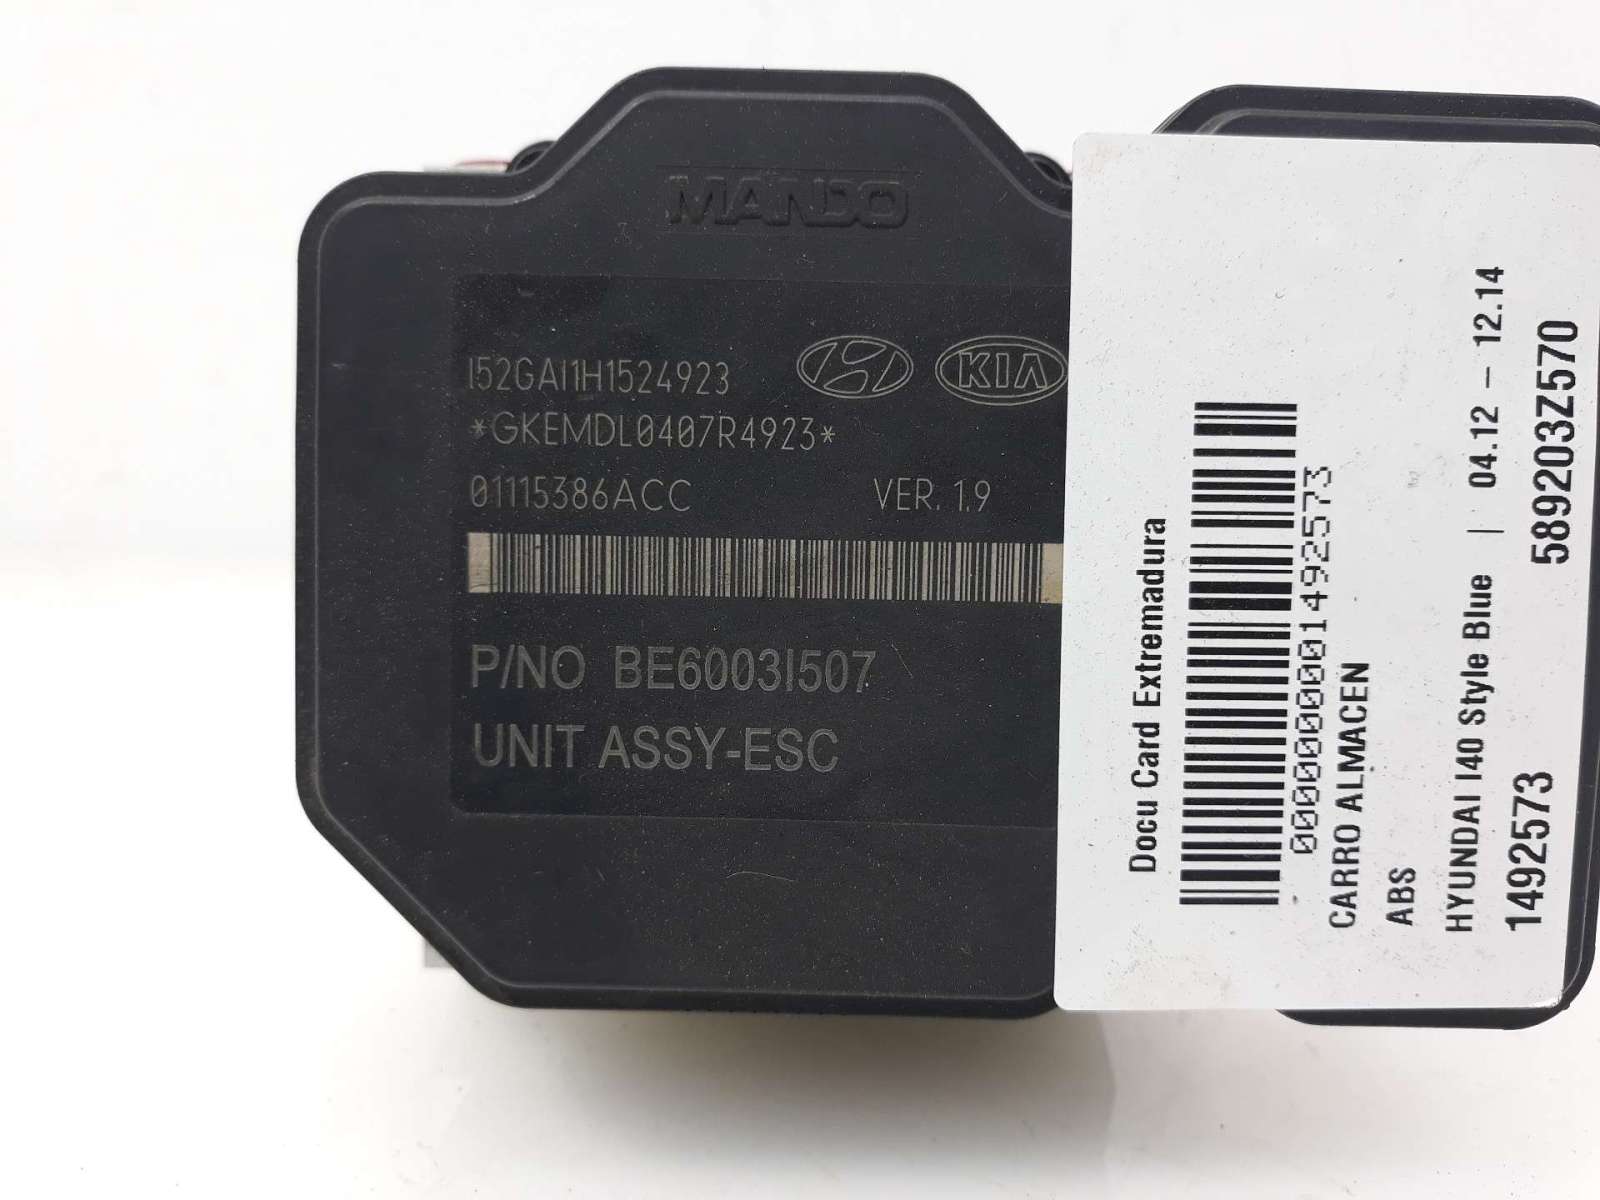 MANDO
I52GAI1H1524923
KIA
*GKEMDL0407R4923*
01115386ACC VER. 1.9
P/NO BE6003I507
UNIT ASSY-ESC
Docu Card Extremadura
0000000001492573
CARRO ALMACEN
ABS
HYUNDAI I40 Style Blue | 04.12 - 12.14
1492573 589203Z570